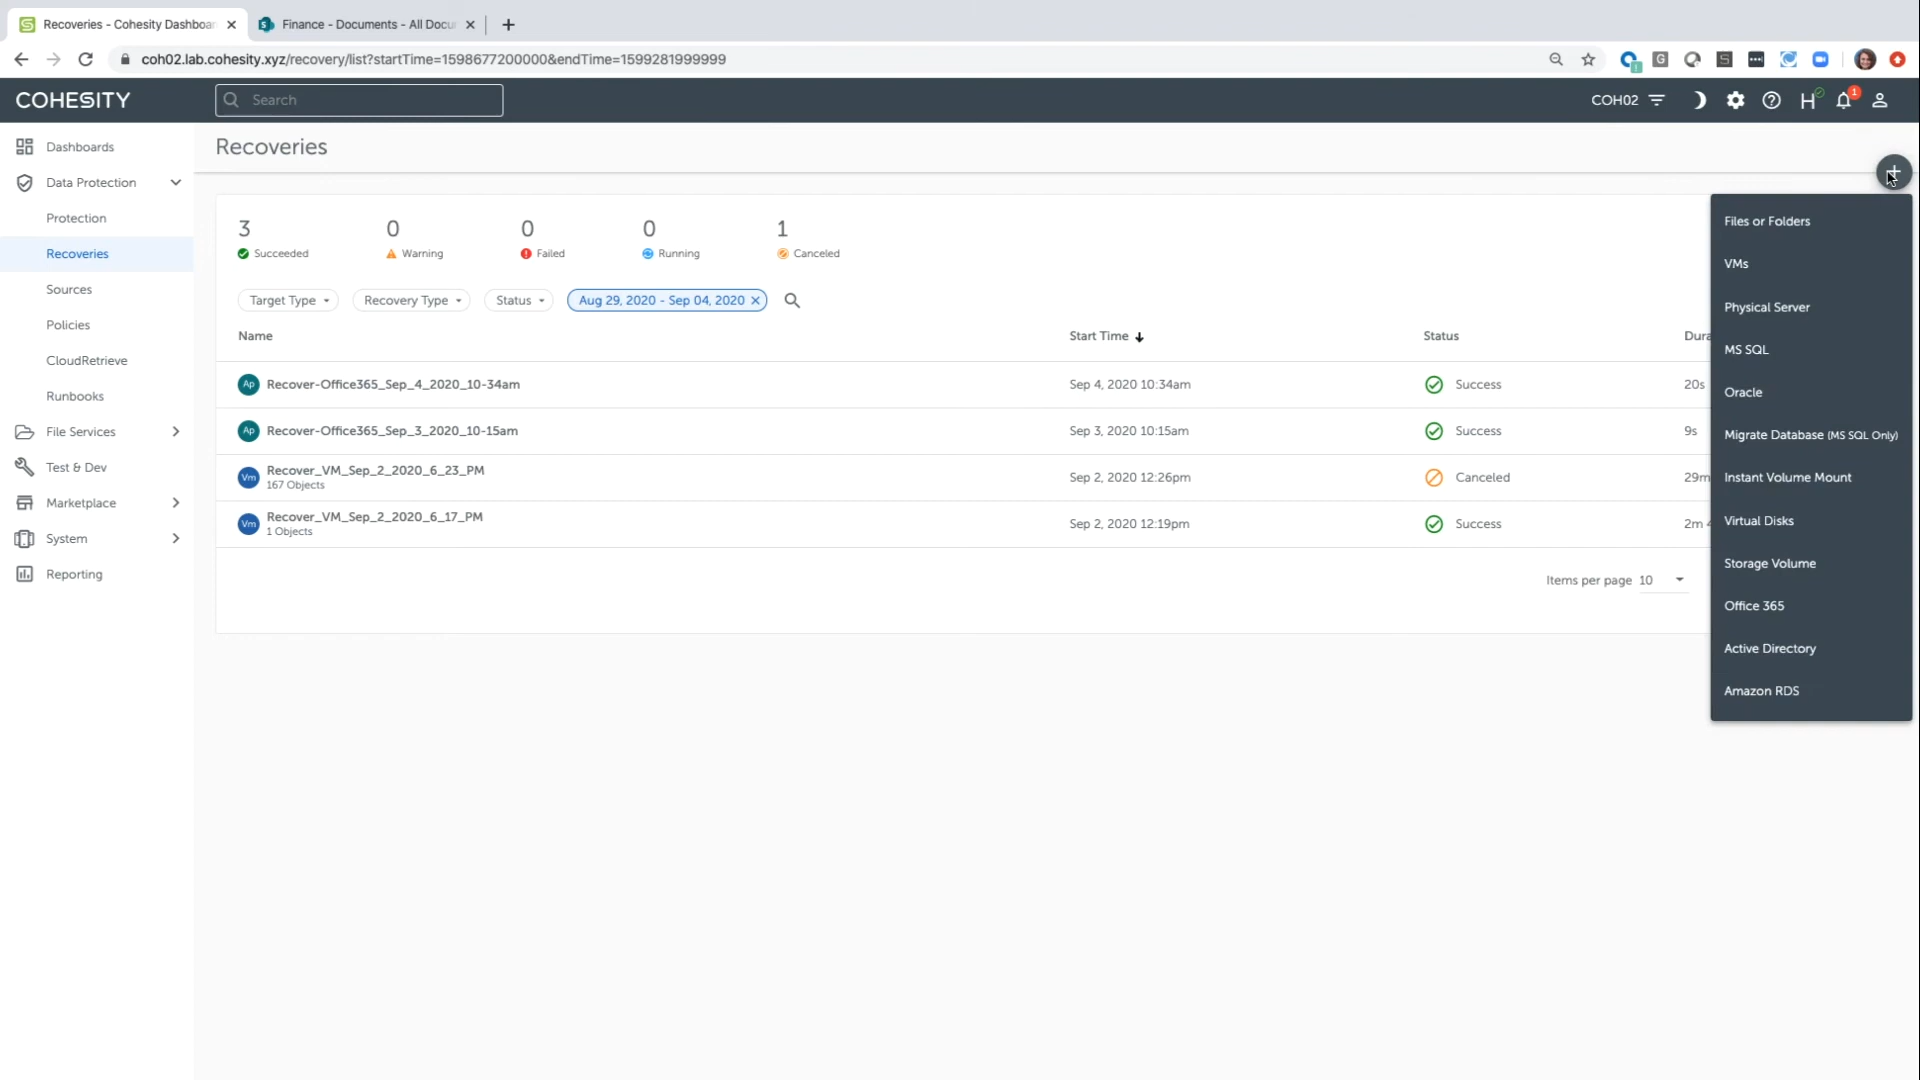 Recoveries - Cohesity Dashboar
Finance - Documents - All Docu
coh02.lab.cohesity.xyz/recovery/list?startTime=1598677200000&endTime=1599281999999
COHESITY
Search
COH02
H
1
Dashboards
Data Protection
Protection
Recoveries
Sources
Policies
CloudRetrieve
Runbooks
File Services
Test & Dev
Marketplace
System
Reporting
Recoveries
3 0 0 0 1
Succeeded Warning Failed Running Canceled
Target Type Recovery Type Status Aug 29, 2020 - Sep 04, 2020
Name Start Time Status Dura
Ap Recover-Office365_Sep_4_2020_10-34am Sep 4, 2020 10:34am Success 20s
Ap Recover-Office365_Sep_3_2020_10-15am Sep 3, 2020 10:15am Success 9s
Vm Recover_VM_Sep_2_2020_6_23_PM Sep 2, 2020 12:26pm Canceled 29m
167 Objects
Vm Recover_VM_Sep_2_2020_6_17_PM Sep 2, 2020 12:19pm Success 2m 4
1 Objects
Items per page 10
Files or Folders
VMs
Physical Server
MS SQL
Oracle
Migrate Database (MS SQL Only)
Instant Volume Mount
Virtual Disks
Storage Volume
Office 365
Active Directory
Amazon RDS